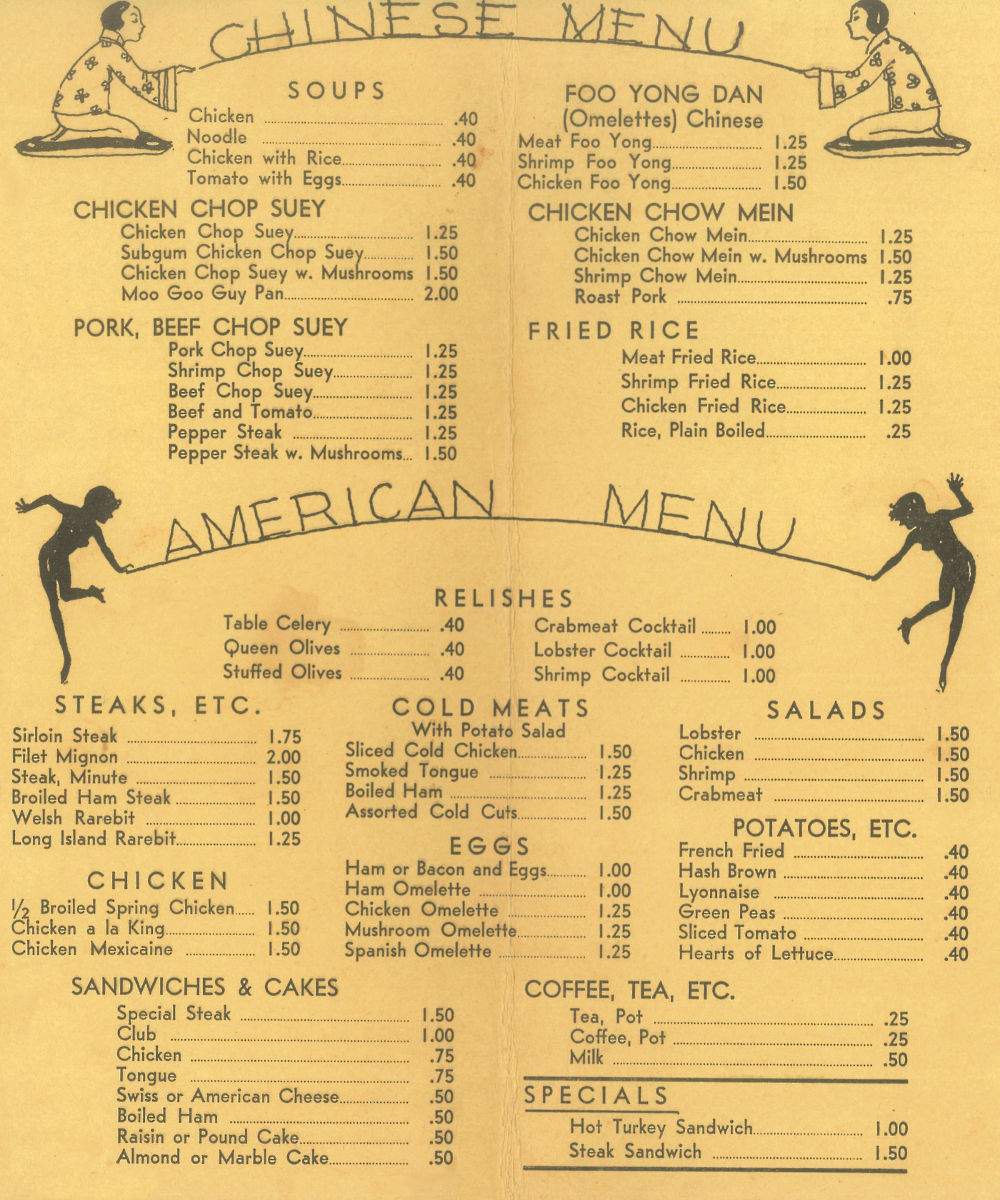 CHINESE MENU
SOUPS
Chicken .40
Noodle .40
Chicken with Rice .40
Tomato with Eggs .40
FOO YONG DAN
(Omelettes) Chinese
Meat Foo Yong 1.25
Shrimp Foo Yong 1.25
Chicken Foo Yong 1.50
CHICKEN CHOP SUEY
Chicken Chop Suey 1.25
Subgum Chicken Chop Suey 1.50
Chicken Chop Suey w. Mushrooms 1.50
Moo Goo Guy Pan 2.00
CHICKEN CHOW MEIN
Chicken Chow Mein 1.25
Chicken Chow Mein w. Mushrooms 1.50
Shrimp Chow Mein 1.25
Roast Pork .75
PORK, BEEF CHOP SUEY
Pork Chop Suey 1.25
Shrimp Chop Suey 1.25
Beef Chop Suey 1.25
Beef and Tomato 1.25
Pepper Steak 1.25
Pepper Steak w. Mushrooms 1.50
FRIED RICE
Meat Fried Rice 1.00
Shrimp Fried Rice 1.25
Chicken Fried Rice 1.25
Rice, Plain Boiled .25
AMERICAN MENU
RELISHES
Table Celery .40
Queen Olives .40
Stuffed Olives .40
Crabmeat Cocktail 1.00
Lobster Cocktail 1.00
Shrimp Cocktail 1.00
STEAKS, ETC.
Sirloin Steak 1.75
Filet Mignon 2.00
Steak, Minute 1.50
Broiled Ham Steak 1.50
Welsh Rarebit 1.00
Long Island Rarebit 1.25
CHICKEN
1/2 Broiled Spring Chicken 1.50
Chicken a la King 1.50
Chicken Mexicaine 1.50
COLD MEATS
With Potato Salad
Sliced Cold Chicken 1.50
Smoked Tongue 1.25
Boiled Ham 1.25
Assorted Cold Cuts 1.50
EGGS
Ham or Bacon and Eggs 1.00
Ham Omelette 1.00
Chicken Omelette 1.25
Mushroom Omelette 1.25
Spanish Omelette 1.25
SALADS
Lobster 1.50
Chicken 1.50
Shrimp 1.50
Crabmeat 1.50
POTATOES, ETC.
French Fried .40
Hash Brown .40
Lyonnaise .40
Green Peas .40
Sliced Tomato .40
Hearts of Lettuce .40
SANDWICHES & CAKES
Special Steak 1.50
Club 1.00
Chicken .75
Tongue .75
Swiss or American Cheese .50
Boiled Ham .50
Raisin or Pound Cake .50
Almond or Marble Cake .50
COFFEE, TEA, ETC.
Tea, Pot .25
Coffee, Pot .25
Milk .50
SPECIALS
Hot Turkey Sandwich 1.00
Steak Sandwich 1.50